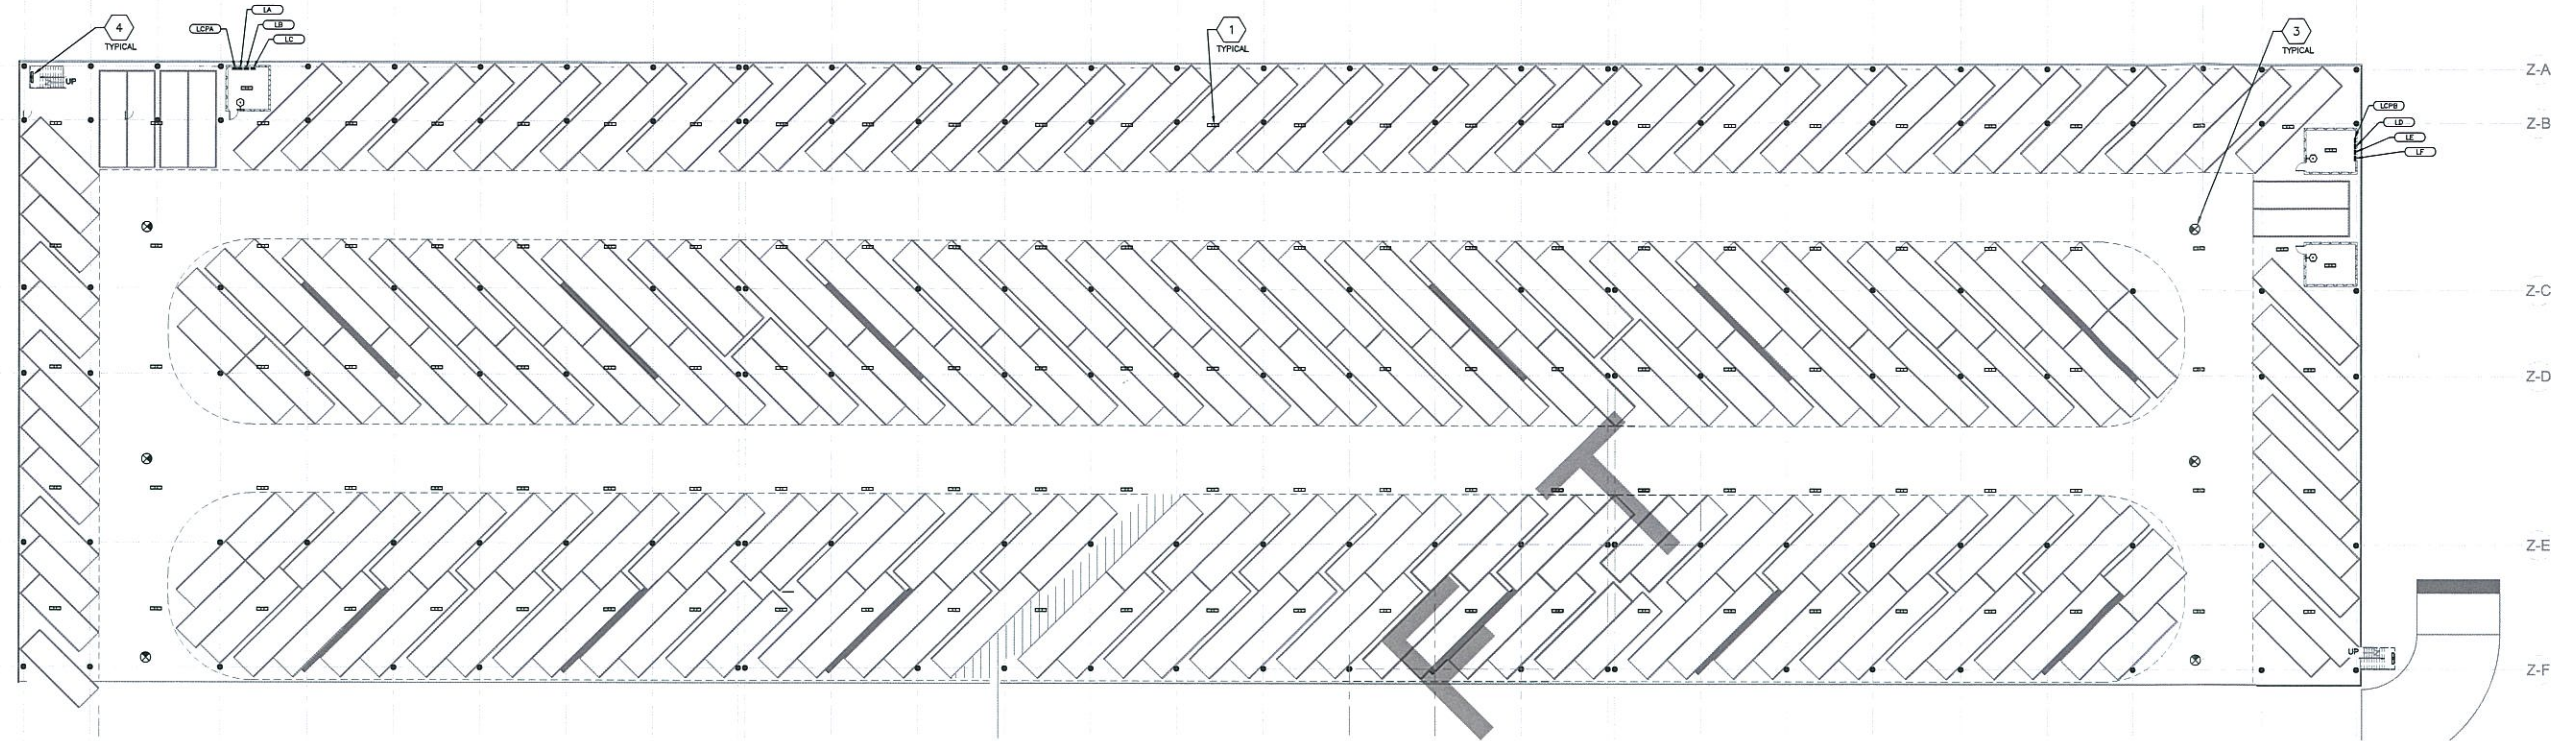 LA
LCPA
LB
LC
4
TYPICAL
1
TYPICAL
3
TYPICAL
UP
Z-A
LCPB
Z-B
LD
LE
LF
Z-C
Z-D
Z-E
UP
Z-F